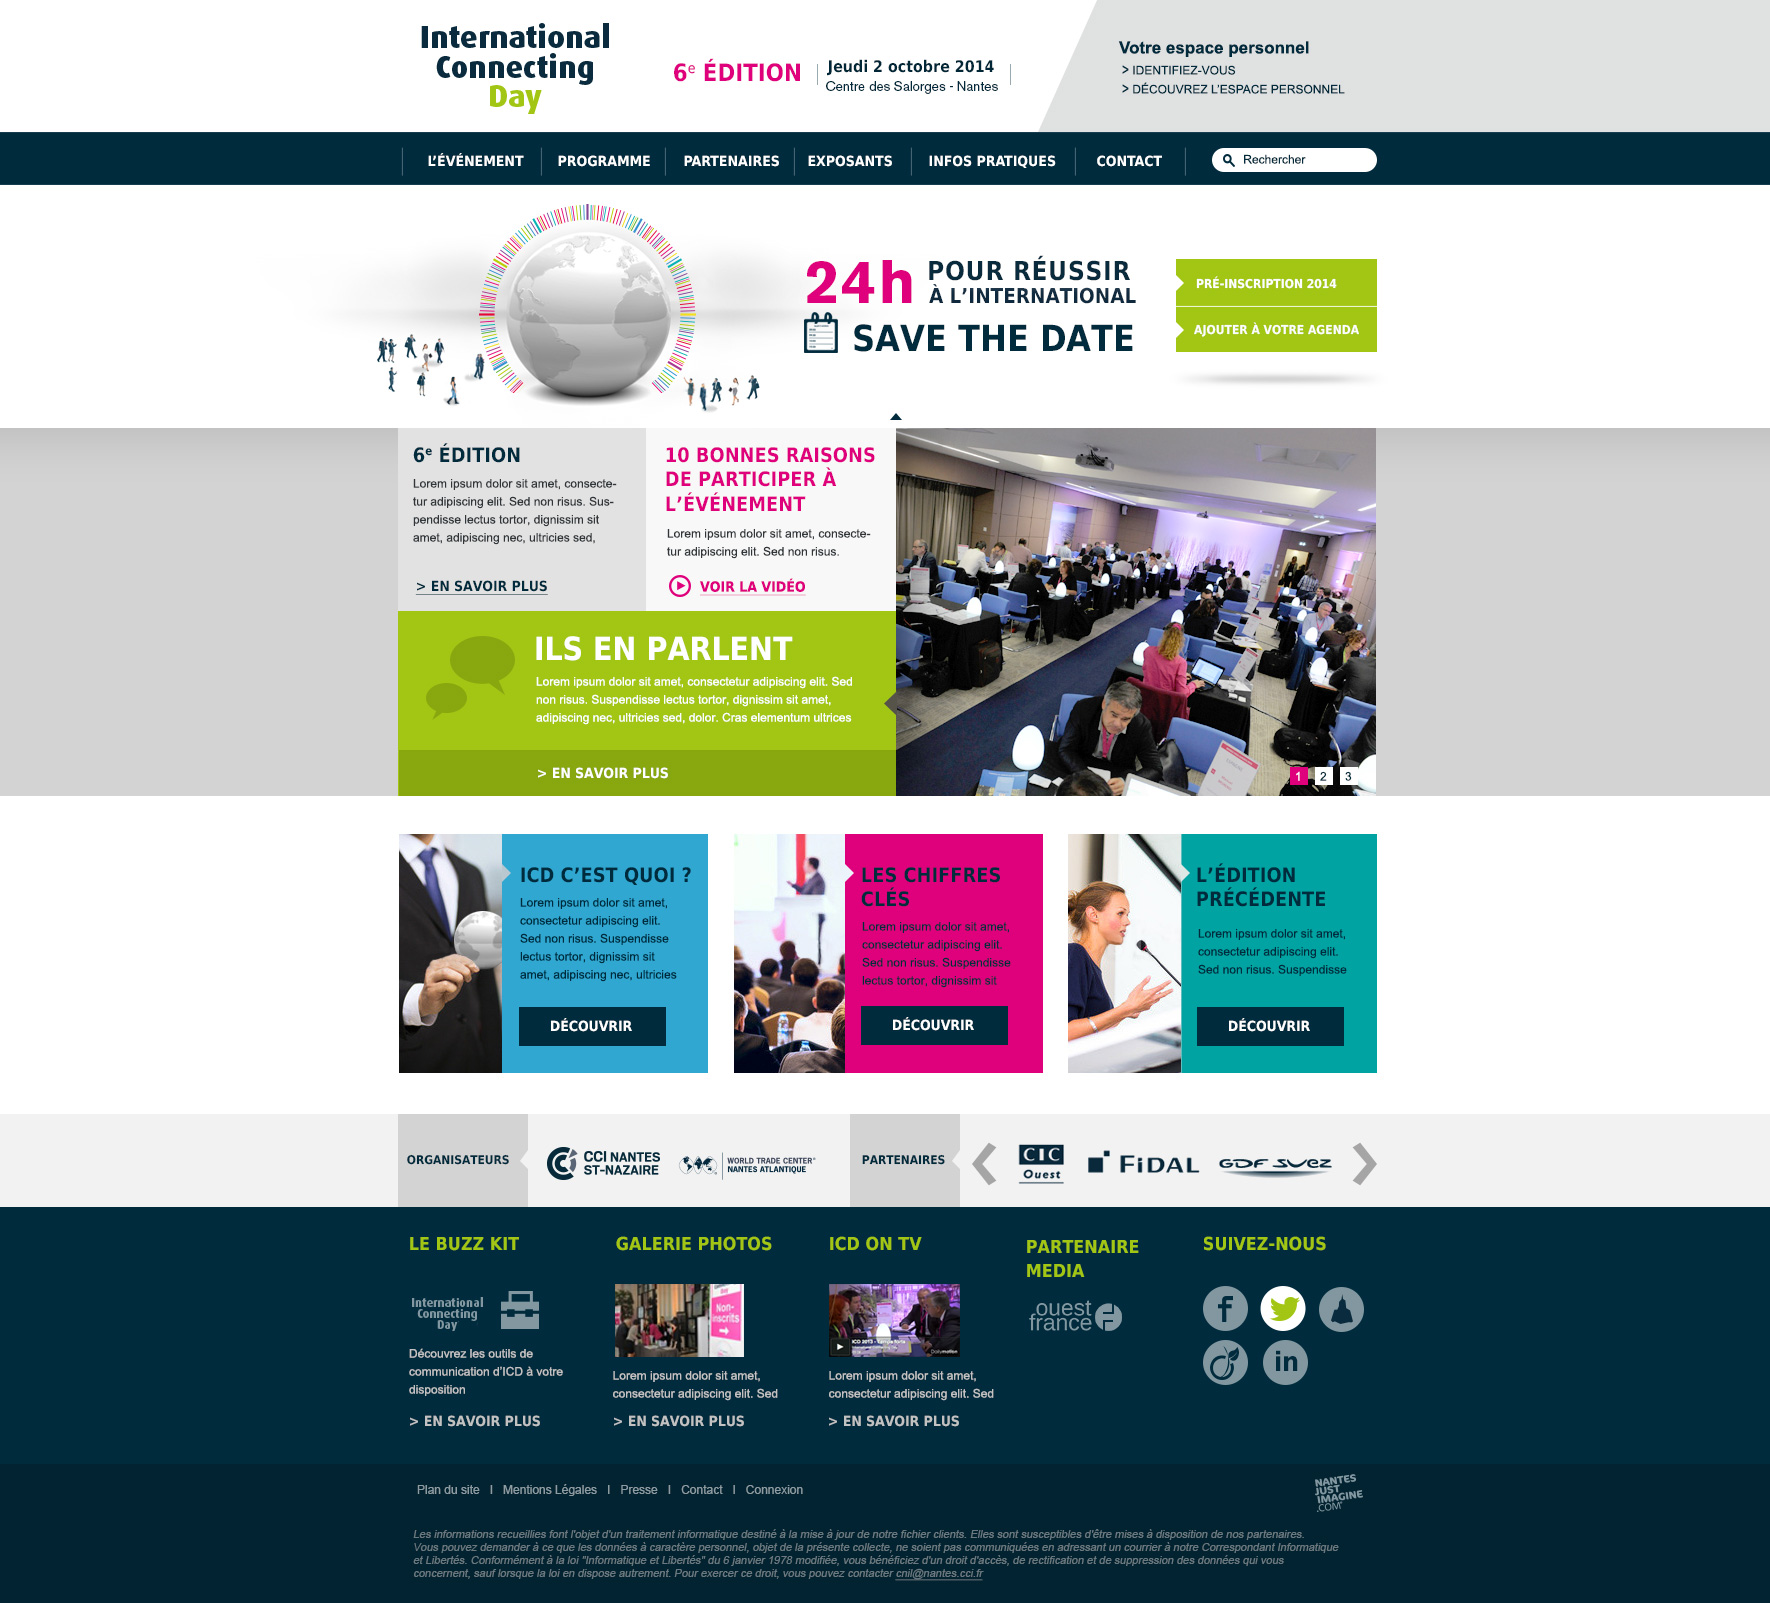 International
Connecting
Day
6e ÉDITION
Jeudi 2 octobre 2014
Centre des Salorges - Nantes
Votre espace personnel
> IDENTIFIEZ-VOUS
> DÉCOUVREZ L'ESPACE PERSONNEL
L'ÉVÉNEMENT
PROGRAMME
PARTENAIRES
EXPOSANTS
INFOS PRATIQUES
CONTACT
Rechercher
24h POUR RÉUSSIR
À L'INTERNATIONAL
SAVE THE DATE
PRÉ-INSCRIPTION 2014
AJOUTER À VOTRE AGENDA
6e ÉDITION
Lorem ipsum dolor sit amet, consecte-
tur adipiscing elit. Sed non risus. Sus-
pendisse lectus tortor, dignissim sit
amet, adipiscing nec, ultricies sed,
> EN SAVOIR PLUS
10 BONNES RAISONS
DE PARTICIPER À
L'ÉVÉNEMENT
Lorem ipsum dolor sit amet, consecte-
tur adipiscing elit. Sed non risus.
VOIR LA VIDÉO
ILS EN PARLENT
Lorem ipsum dolor sit amet, consectetur adipiscing elit. Sed
non risus. Suspendisse lectus tortor, dignissim sit amet,
adipiscing nec, ultricies sed, dolor. Cras elementum ultrices
> EN SAVOIR PLUS
1 2 3
ICD C'EST QUOI ?
Lorem ipsum dolor sit amet,
consectetur adipiscing elit.
Sed non risus. Suspendisse
lectus tortor, dignissim sit
amet, adipiscing nec, ultricies
DÉCOUVRIR
LES CHIFFRES
CLÉS
Lorem ipsum dolor sit amet,
consectetur adipiscing elit.
Sed non risus. Suspendisse
lectus tortor, dignissim sit
DÉCOUVRIR
L'ÉDITION
PRÉCÉDENTE
Lorem ipsum dolor sit amet,
consectetur adipiscing elit.
Sed non risus. Suspendisse
DÉCOUVRIR
ORGANISATEURS
CCI NANTES
ST-NAZAIRE
WORLD TRADE CENTER®
NANTES ATLANTIQUE
PARTENAIRES
CIC
Ouest
FIDAL
GDF SUEZ
LE BUZZ KIT
International
Connecting
Day
Découvrez les outils de
communication d'ICD à votre
disposition
> EN SAVOIR PLUS
GALERIE PHOTOS
Non-
inscrits
Lorem ipsum dolor sit amet,
consectetur adipiscing elit. Sed
> EN SAVOIR PLUS
ICD ON TV
Dailymotion
Lorem ipsum dolor sit amet,
consectetur adipiscing elit. Sed
> EN SAVOIR PLUS
PARTENAIRE
MEDIA
ouest
france
SUIVEZ-NOUS
f
in
Plan du site I Mentions Légales I Presse I Contact I Connexion
NANTES
JUST
IMAGINE
.COM
Les informations recueillies font l'objet d'un traitement informatique destiné à la mise à jour de notre fichier clients. Elles sont susceptibles d'être mises à disposition de nos partenaires.
Vous pouvez demander à ce que les données à caractère personnel, objet de la présente collecte, ne soient pas communiquées en adressant un courrier à notre Correspondant Informatique
et Libertés. Conformément à la loi "Informatique et Libertés" du 6 janvier 1978 modifiée, vous bénéficiez d'un droit d'accès, de rectification et de suppression des données qui vous
concernent, sauf lorsque la loi en dispose autrement. Pour exercer ce droit, vous pouvez contacter cnil@nantes.cci.fr